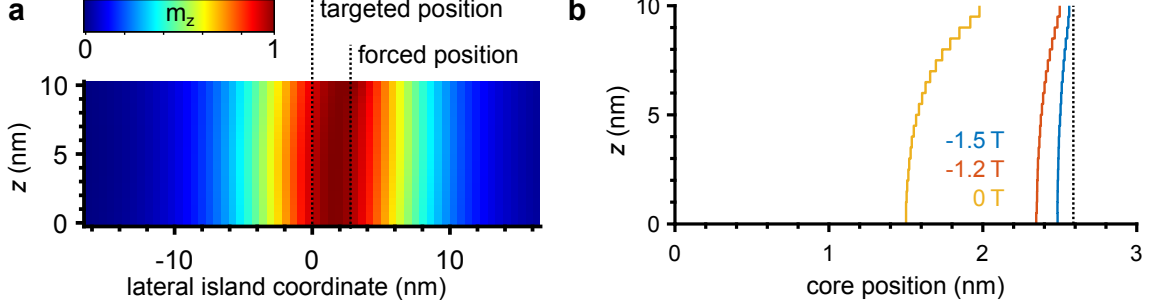 a
m_z
0
1
targeted position
forced position
10
5
0
z (nm)
-10
0
10
lateral island coordinate (nm)
b
10
5
0
z (nm)
-1.5 T
-1.2 T
0 T
0
1
2
3
core position (nm)